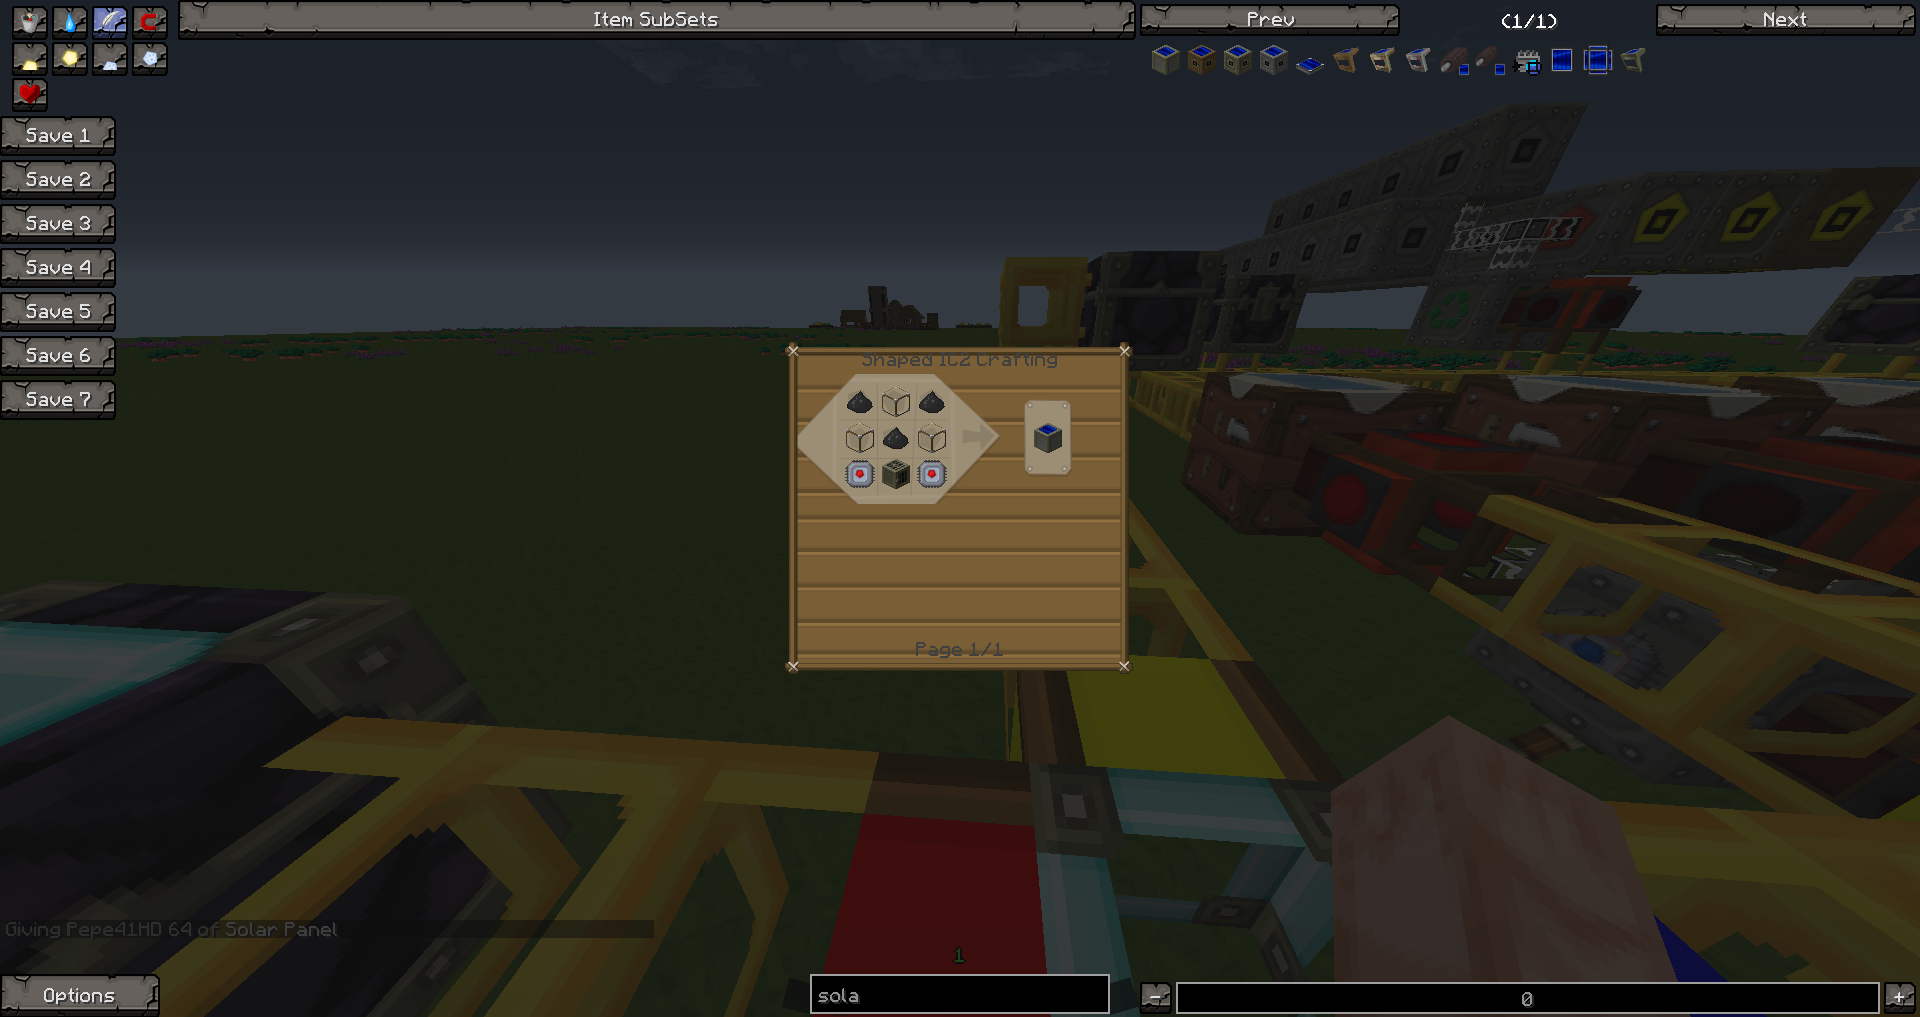 Item SubSets
Prev
(1/1)
Next
Save 1
Save 2
Save 3
Save 4
Save 5
Save 6
Save 7
Shaped IC2 Crafting
Page 1/1
Giving Pepe41HD 64 of Solar Panel
1
Options
sola
-
0
+